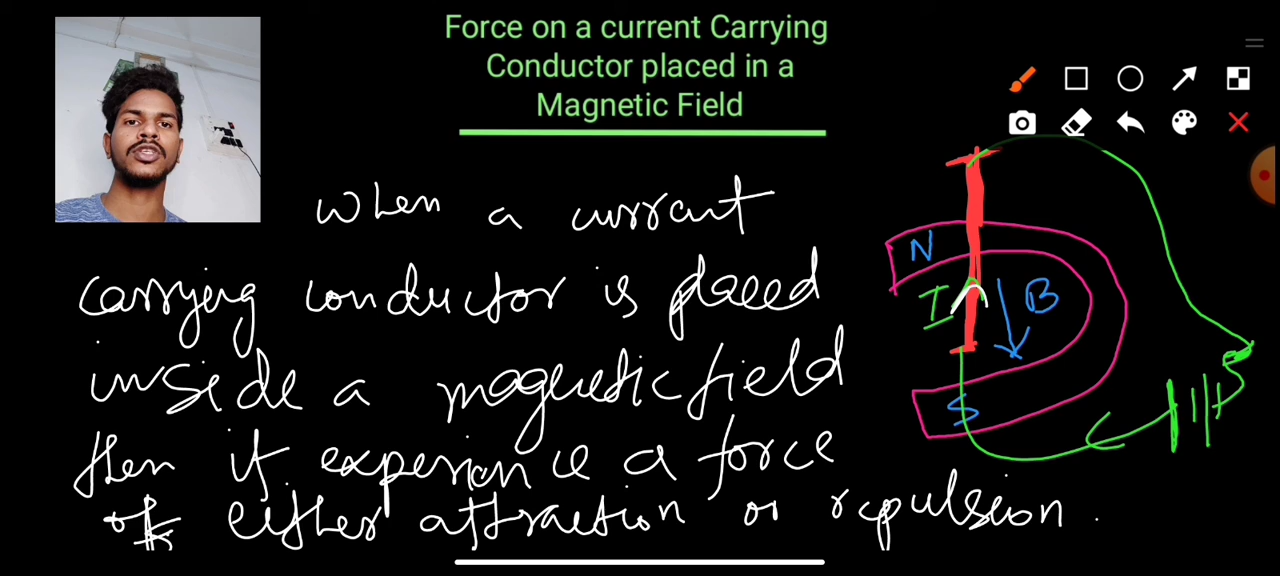 Force on a current Carrying
Conductor placed in a
Magnetic Field
When a currant
carrying conductor is placed
inside a magnetic field
then it experience a force
of either attraction or repulsion.
N
I
B
S